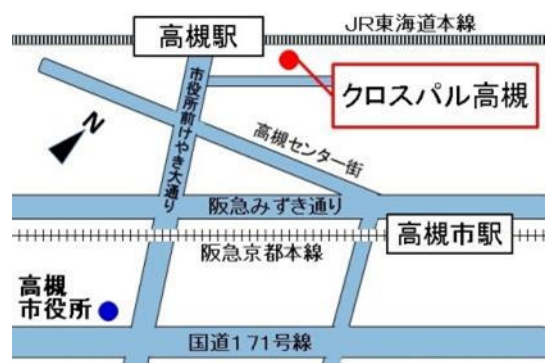 JR東海道本線
高槻駅
クロスパル高槻
市役所前けやき大通り
N
高槻センター街
阪急みずき通り
高槻市駅
阪急京都本線
高槻
市役所
国道171号線